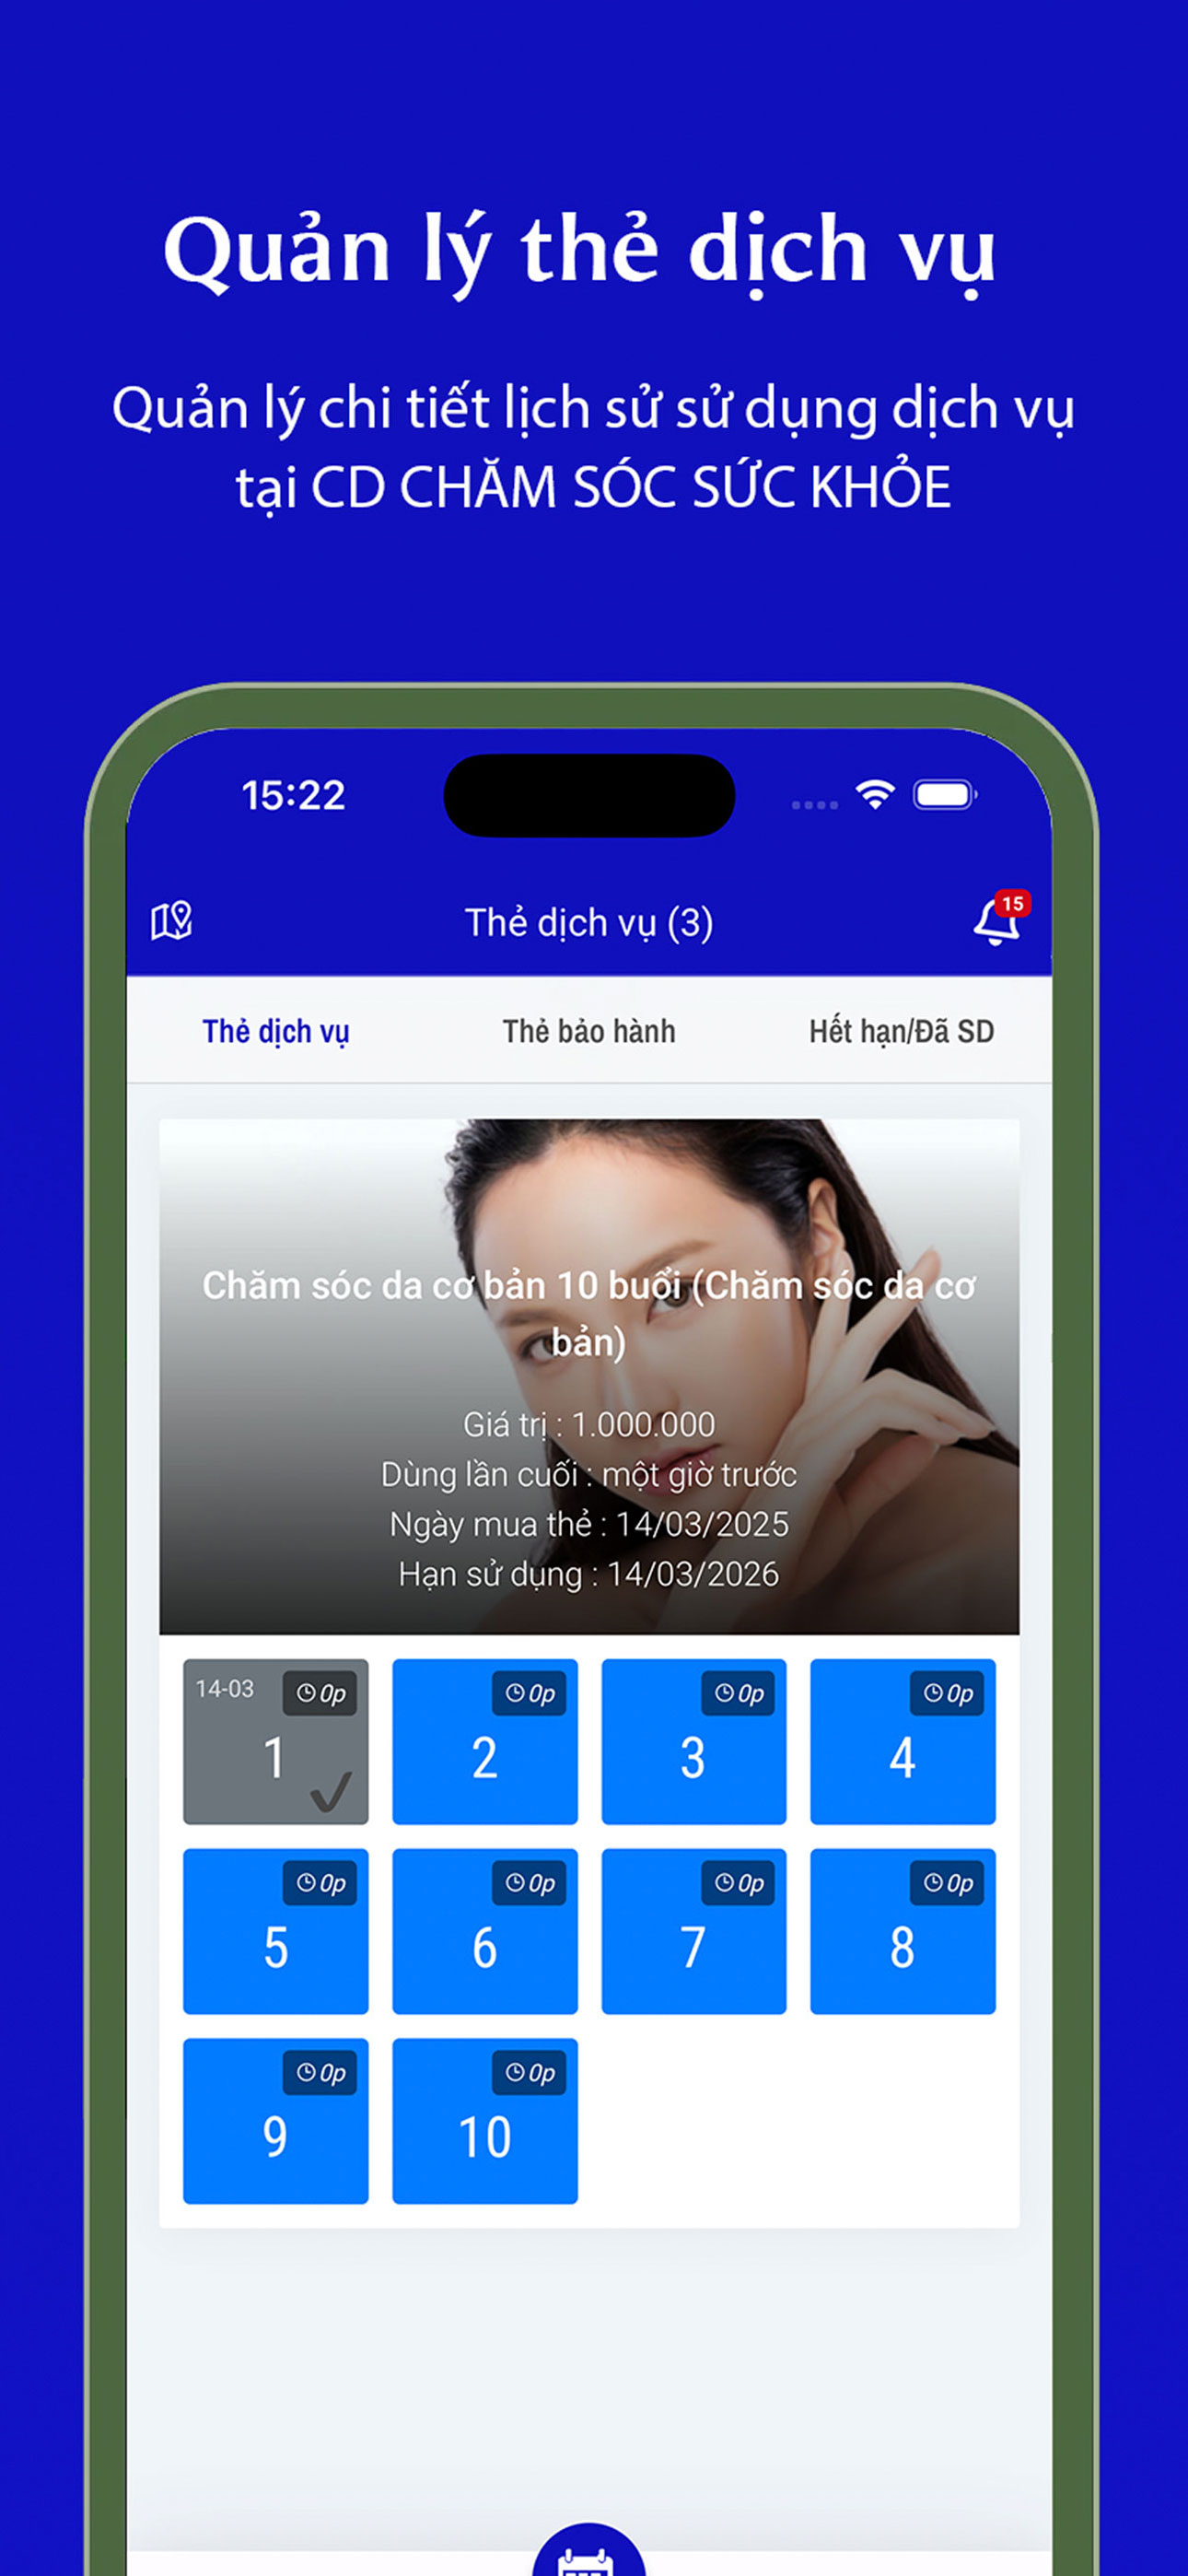 Quản lý thẻ dịch vụ
Quản lý chi tiết lịch sử sử dụng dịch vụ
tại CD CHĂM SÓC SỨC KHỎE
15:22
Thẻ dịch vụ (3)
15
Thẻ dịch vụ
Thẻ bảo hành
Hết hạn/Đã SD
Chăm sóc da cơ bản 10 buổi (Chăm sóc da cơ
bản)
Giá trị : 1.000.000
Dùng lần cuối : một giờ trước
Ngày mua thẻ : 14/03/2025
Hạn sử dụng : 14/03/2026
14-03
0p
1
0p
2
0p
3
0p
4
0p
5
0p
6
0p
7
0p
8
0p
9
0p
10